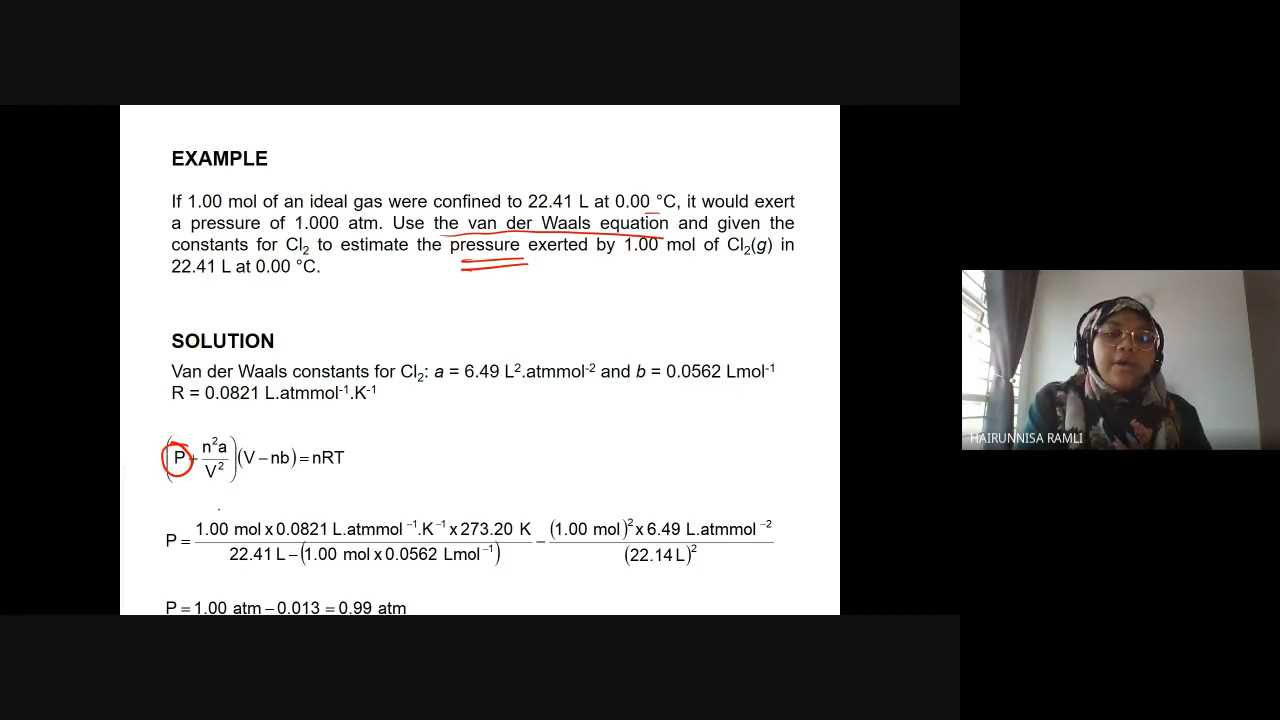 EXAMPLE
If 1.00 mol of an ideal gas were confined to 22.41 L at 0.00 °C, it would exert
a pressure of 1.000 atm. Use the van der Waals equation and given the
constants for Cl₂ to estimate the pressure exerted by 1.00 mol of Cl₂(g) in
22.41 L at 0.00 °C.
SOLUTION
Van der Waals constants for Cl₂: a = 6.49 L².atmmol⁻² and b = 0.0562 Lmol⁻¹
R = 0.0821 L.atmmol⁻¹.K⁻¹
(P + n²a/V²)(V – nb) = nRT
P = 1.00 mol x 0.0821 L.atmmol⁻¹.K⁻¹ x 273.20 K / 22.41 L – (1.00 mol x 0.0562 Lmol⁻¹) – (1.00 mol)² x 6.49 L.atmmol⁻² / (22.14 L)²
P = 1.00 atm – 0.013 = 0.99 atm
HAIRUNNISA RAMLI